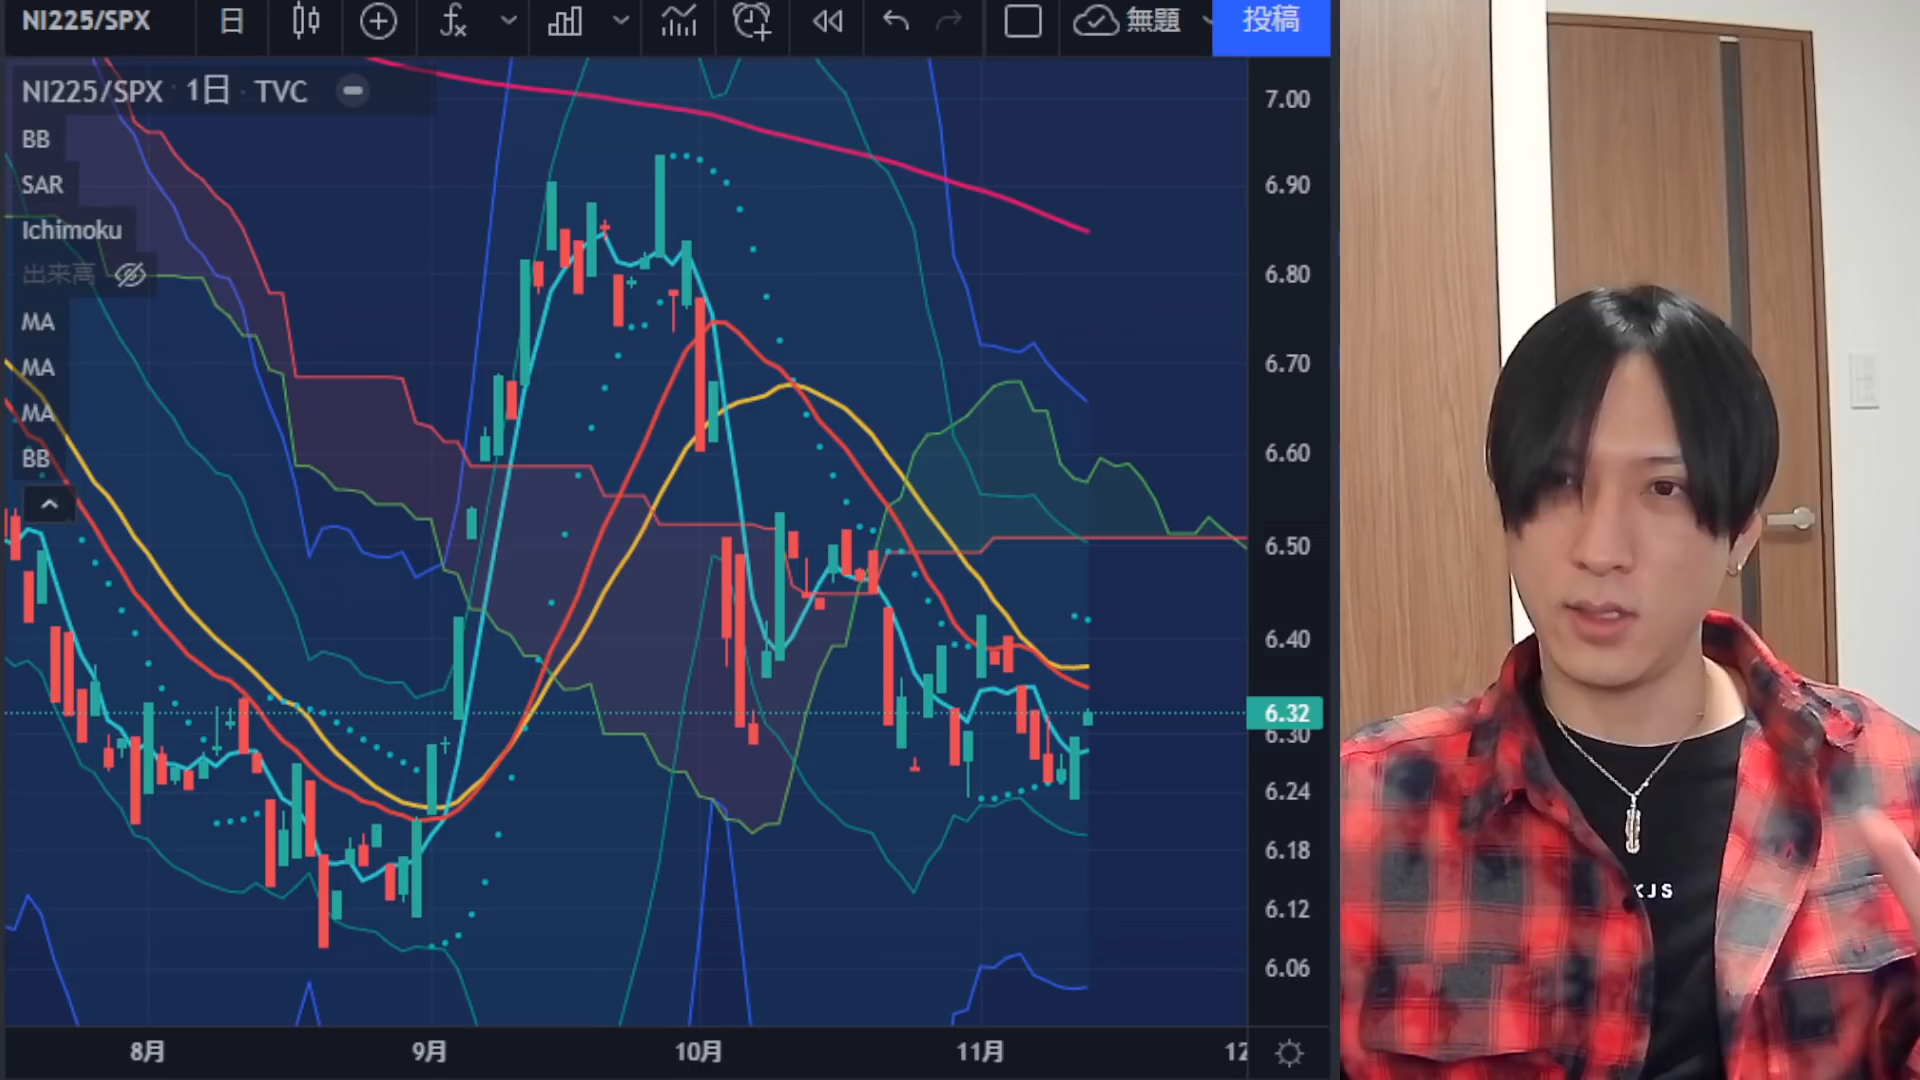 NI225/SPX 日 無題 投稿
NI225/SPX · 1日 · TVC
BB
SAR
Ichimoku
出来高
MA
MA
MA
BB
7.00
6.90
6.80
6.70
6.60
6.50
6.40
6.32
6.30
6.24
6.18
6.12
6.06
8月 9月 10月 11月 12
KJS